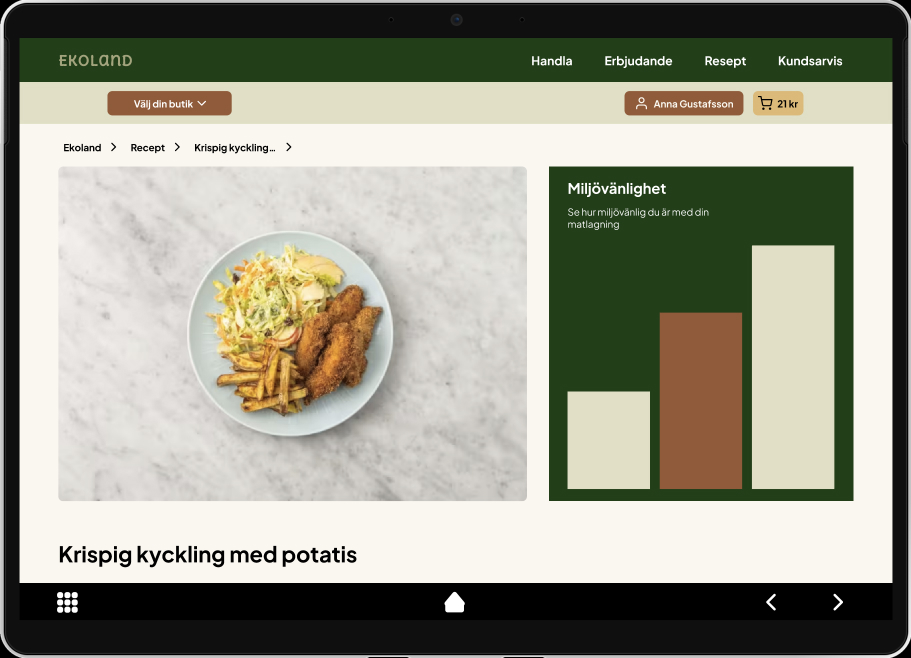 EKOLAND
Handla Erbjudande Resept Kundsarvis
Välj din butik
Anna Gustafsson
21 kr
Ekoland > Recept > Krispig kyckling... >
Miljövänlighet
Se hur miljövänlig du är med din
matlagning
Krispig kyckling med potatis